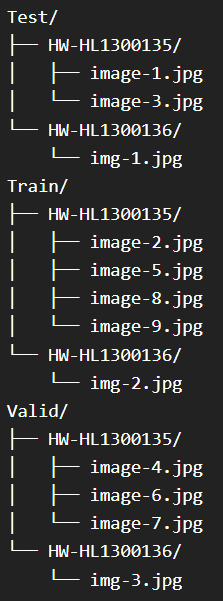 Test/
├── HW-HL1300135/
│   ├── image-1.jpg
│   └── image-3.jpg
└── HW-HL1300136/
    └── img-1.jpg
Train/
├── HW-HL1300135/
│   ├── image-2.jpg
│   ├── image-5.jpg
│   ├── image-8.jpg
│   └── image-9.jpg
└── HW-HL1300136/
    └── img-2.jpg
Valid/
├── HW-HL1300135/
│   ├── image-4.jpg
│   ├── image-6.jpg
│   └── image-7.jpg
└── HW-HL1300136/
    └── img-3.jpg